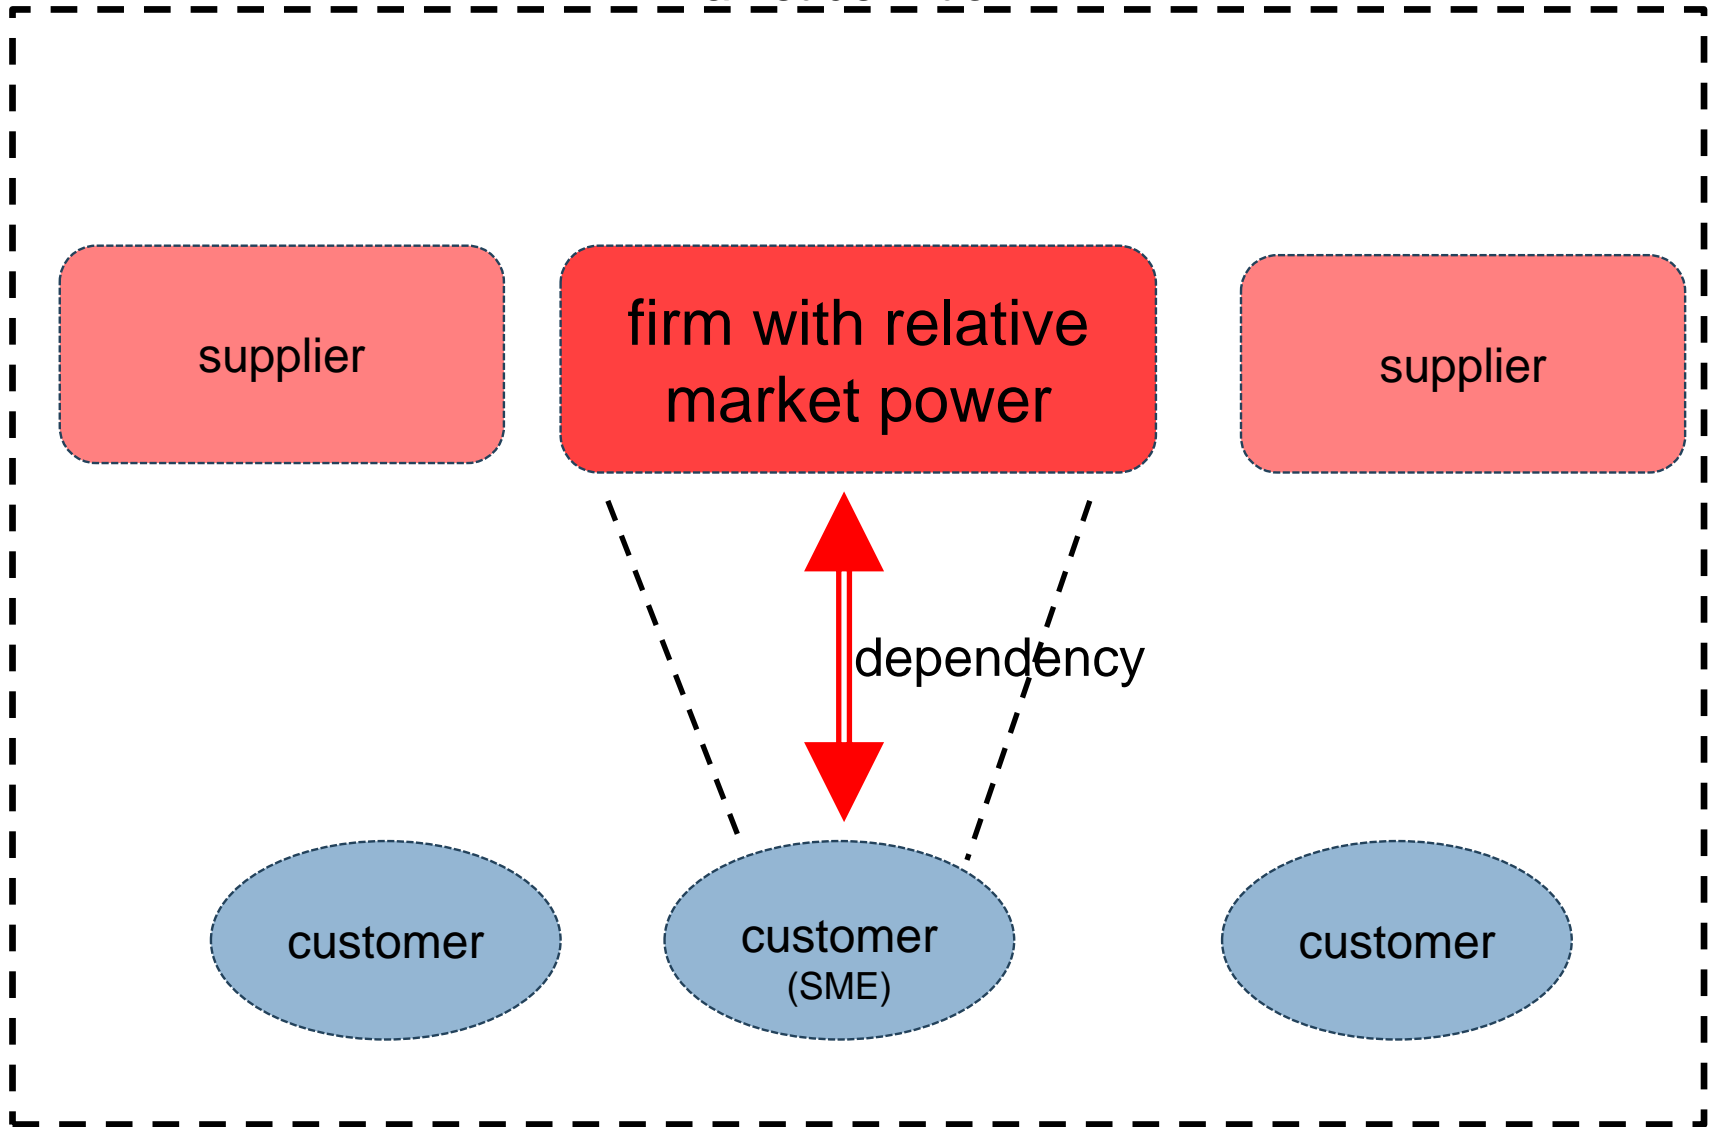 supplier
firm with relative
market power
supplier
dependency
customer
customer
(SME)
customer